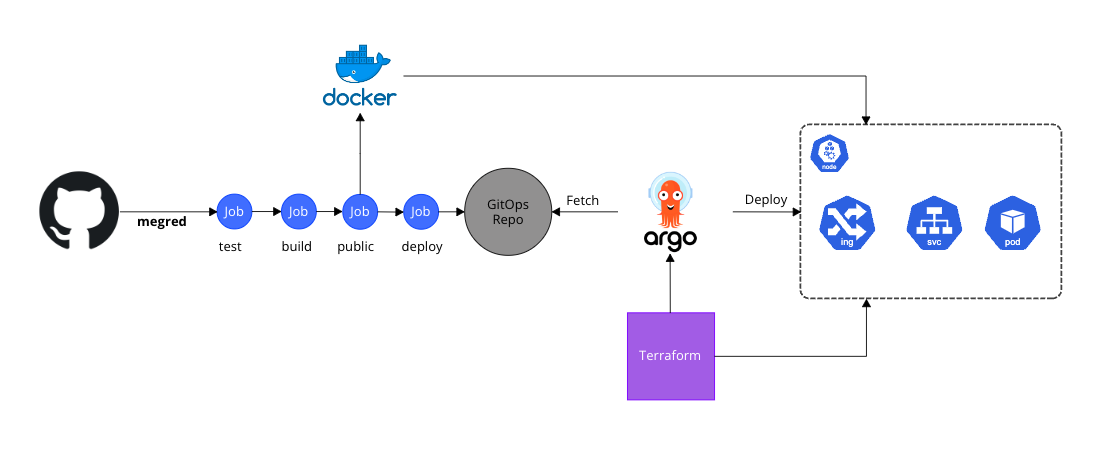 docker
node
megred
Job
Job
Job
Job
test
build
public
deploy
GitOps
Repo
Fetch
argo
Deploy
ing
svc
pod
Terraform